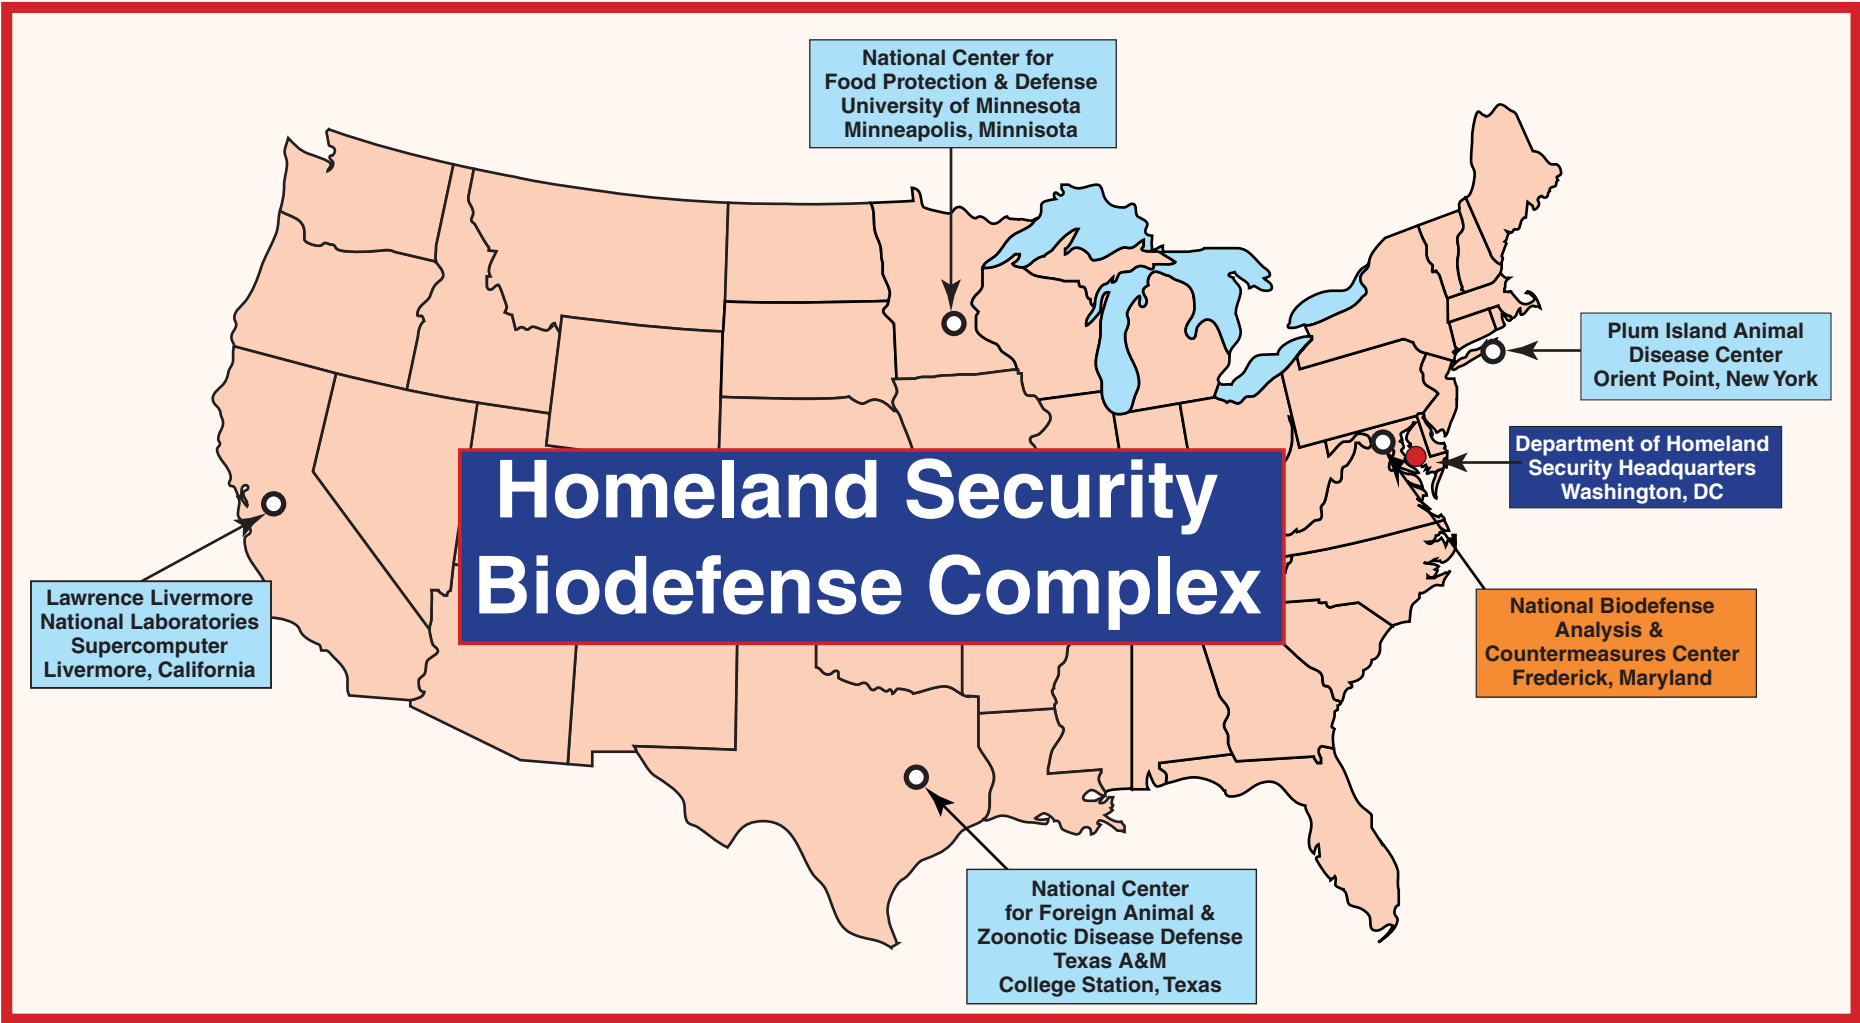 National Center for
Food Protection & Defense
University of Minnesota
Minneapolis, Minnisota
Plum Island Animal
Disease Center
Orient Point, New York
Department of Homeland
Security Headquarters
Washington, DC
Homeland Security
Biodefense Complex
Lawrence Livermore
National Laboratories
Supercomputer
Livermore, California
National Biodefense
Analysis &
Countermeasures Center
Frederick, Maryland
National Center
for Foreign Animal &
Zoonotic Disease Defense
Texas A&M
College Station, Texas